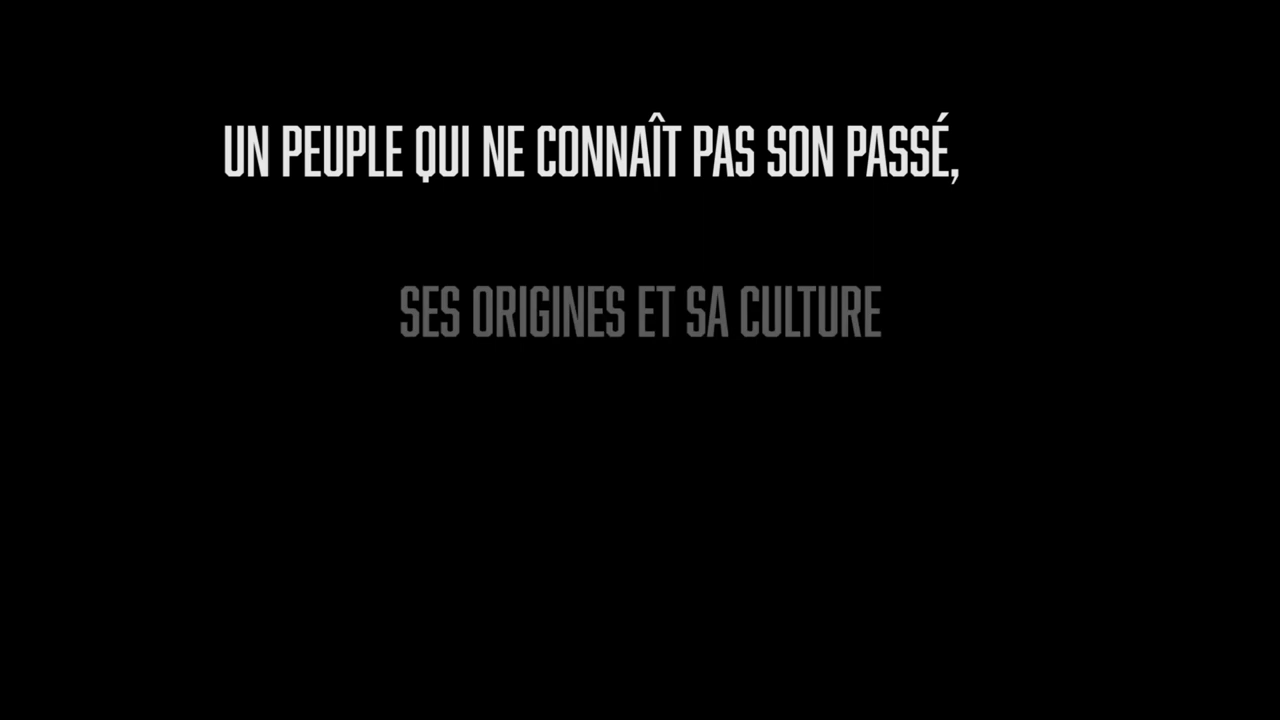 UN PEUPLE QUI NE CONNAÎT PAS SON PASSÉ,
SES ORIGINES ET SA CULTURE